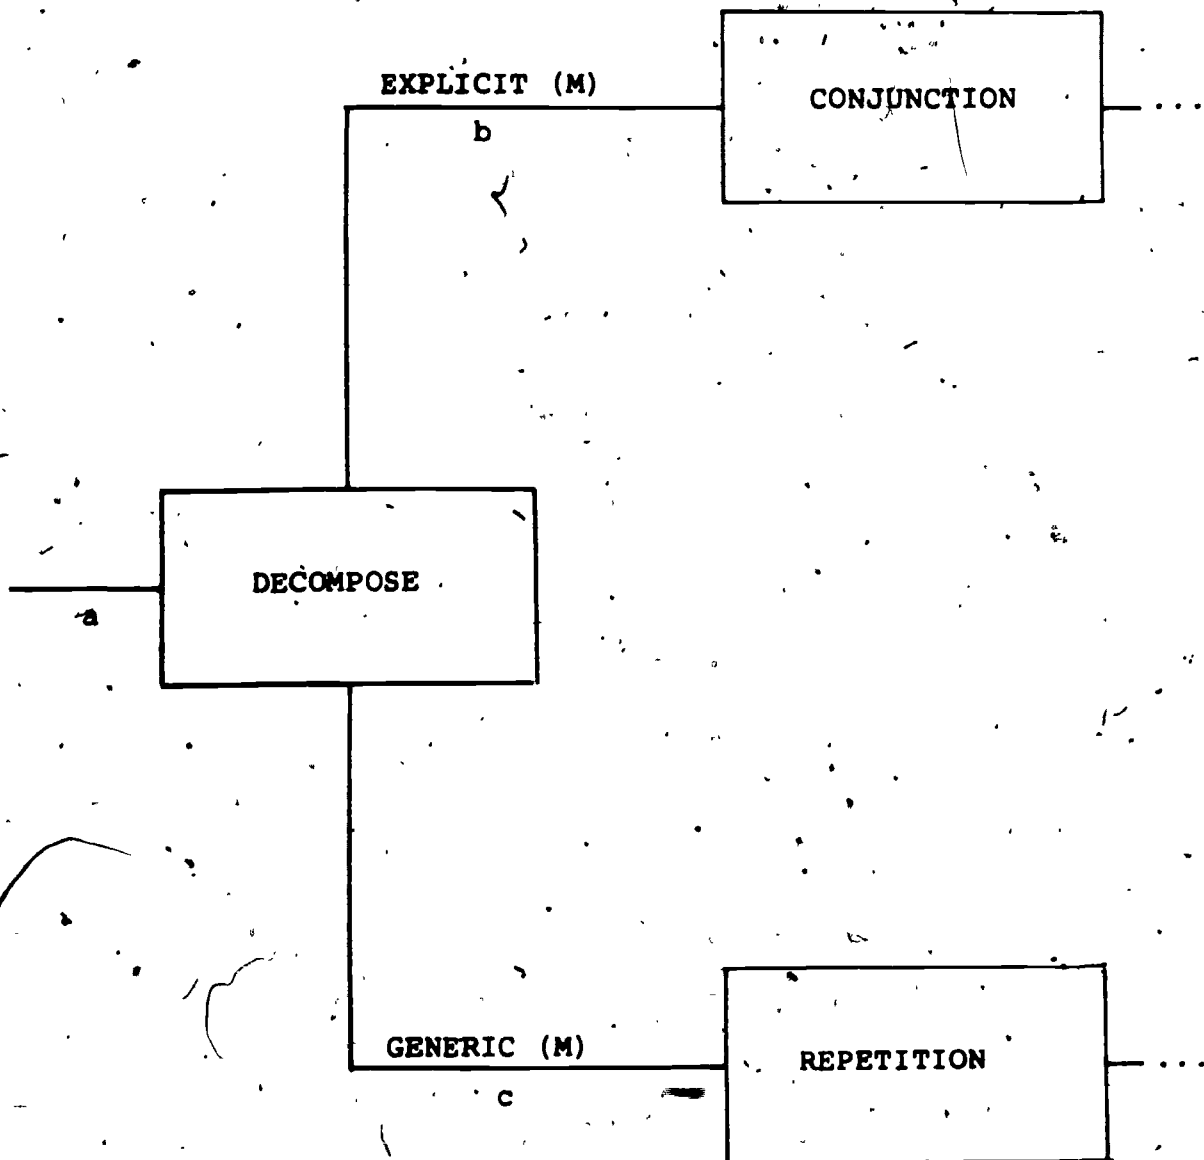 EXPLICIT (M)
CONJUNCTION
...
b
DECOMPOSE
a
GENERIC (M)
REPETITION
...
c